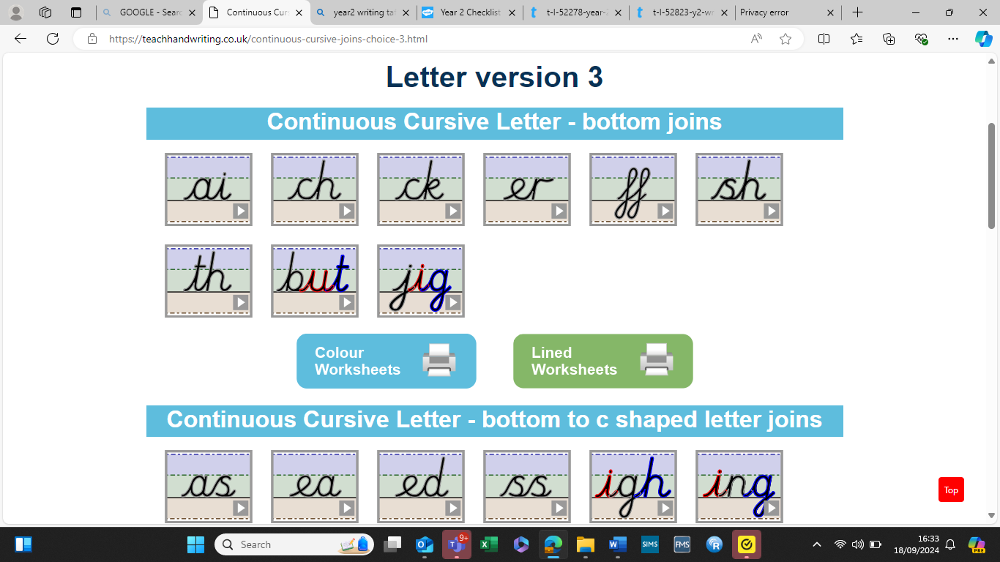 GOOGLE - Sear
Continuous Cur
year2 writing ta
Year 2 Checklist
t-l-52278-year-
t-l-52823-y2-wr
Privacy error
https://teachhandwriting.co.uk/continuous-cursive-joins-choice-3.html
Letter version 3
Continuous Cursive Letter - bottom joins
ai ch ck er ff sh
th but jig
Colour
Worksheets
Lined
Worksheets
Continuous Cursive Letter - bottom to c shaped letter joins
as ea ed ss igh ing
Top
Search
9+
SIMS
FMS
PRE
16:33
18/09/2024